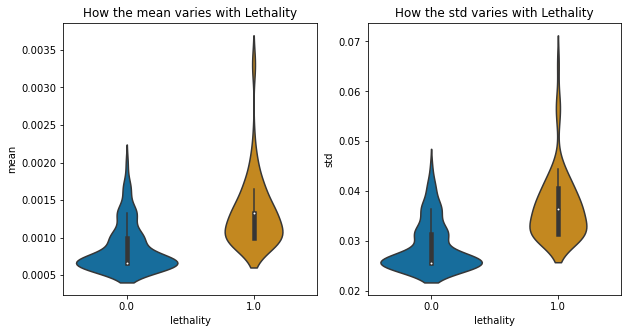 How the mean varies with Lethality
mean
0.0035
0.0030
0.0025
0.0020
0.0015
0.0010
0.0005
0.0
1.0
lethality
How the std varies with Lethality
std
0.07
0.06
0.05
0.04
0.03
0.02
0.0
1.0
lethality